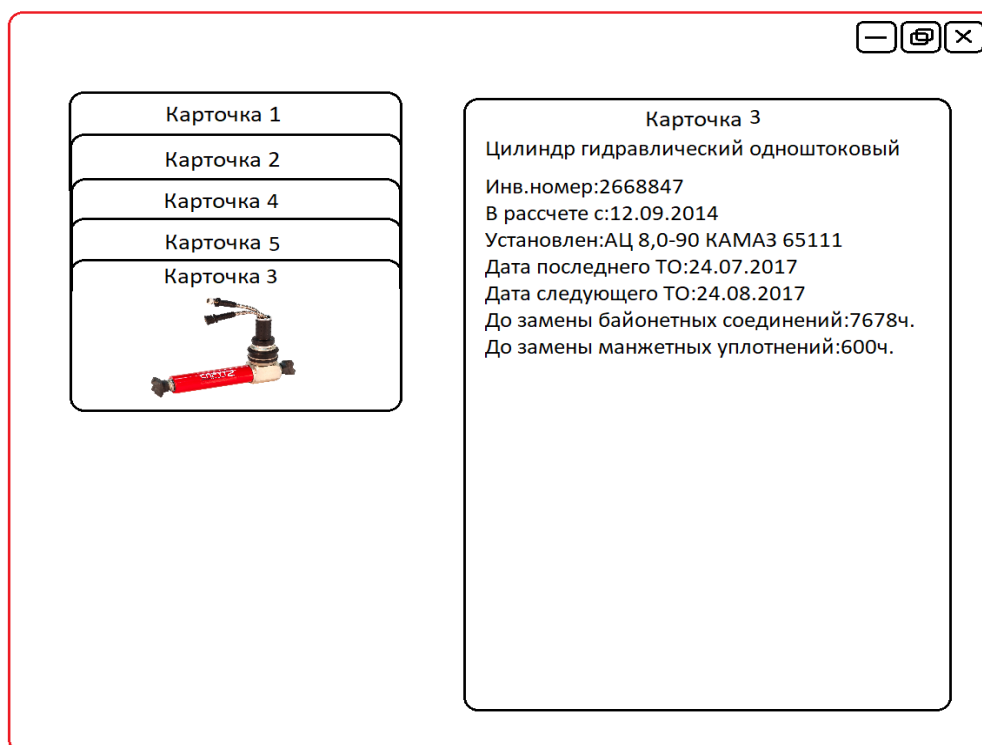 Карточка 1
Карточка 2
Карточка 4
Карточка 5
Карточка 3
Карточка 3
Цилиндр гидравлический одноштоковый
Инв.номер:2668847
В рассчете с:12.09.2014
Установлен:АЦ 8,0-90 КАМАЗ 65111
Дата последнего ТО:24.07.2017
Дата следующего ТО:24.08.2017
До замены байонетных соединений:7678ч.
До замены манжетных уплотнений:600ч.